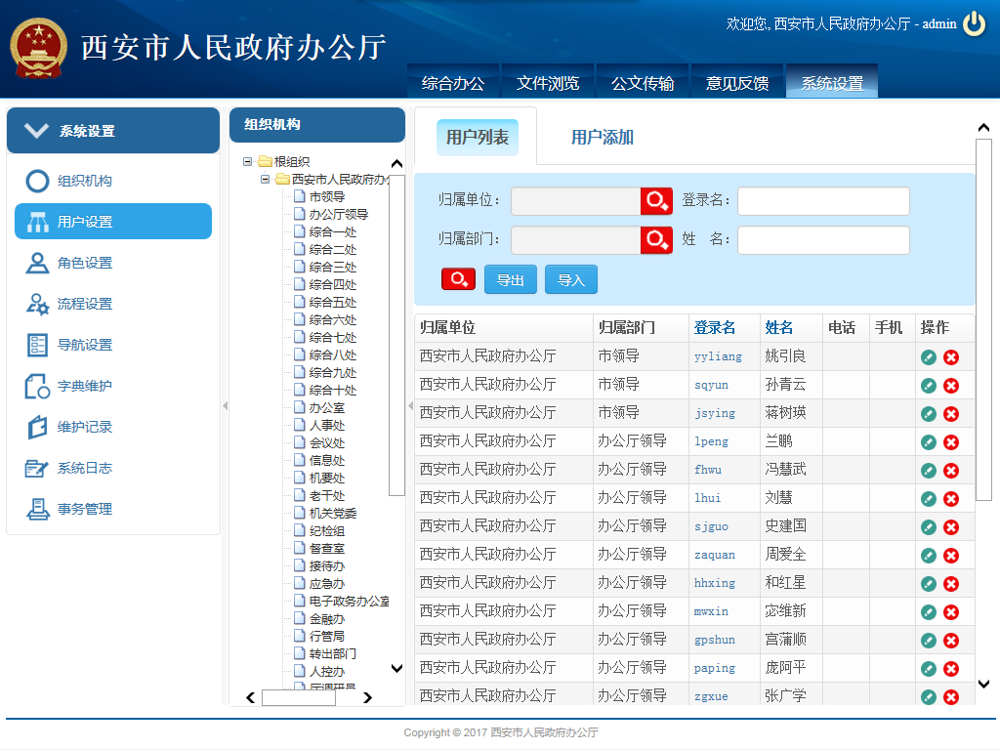 欢迎您, 西安市人民政府办公厅 - admin
西安市人民政府办公厅
综合办公 文件浏览 公文传输 意见反馈 系统设置
系统设置
组织机构
用户设置
角色设置
流程设置
导航设置
字典维护
维护记录
系统日志
事务管理
组织机构
根组织
西安市人民政府办公
市领导
办公厅领导
综合一处
综合二处
综合三处
综合四处
综合五处
综合六处
综合七处
综合八处
综合九处
综合十处
办公室
人事处
会议处
信息处
机要处
老干处
机关党委
纪检组
督查室
接待办
应急办
电子政务办公室
金融办
行管局
转出部门
人控办
用户列表 用户添加
归属单位: 登录名:
归属部门: 姓 名:
导出 导入
归属单位 归属部门 登录名 姓名 电话 手机 操作
西安市人民政府办公厅 市领导 yyliang 姚引良
西安市人民政府办公厅 市领导 sqyun 孙青云
西安市人民政府办公厅 市领导 jsying 蒋树瑛
西安市人民政府办公厅 办公厅领导 lpeng 兰鹏
西安市人民政府办公厅 办公厅领导 fhwu 冯慧武
西安市人民政府办公厅 办公厅领导 lhui 刘慧
西安市人民政府办公厅 办公厅领导 sjguo 史建国
西安市人民政府办公厅 办公厅领导 zaquan 周爱全
西安市人民政府办公厅 办公厅领导 hhxing 和红星
西安市人民政府办公厅 办公厅领导 mwxin 宓维新
西安市人民政府办公厅 办公厅领导 gpshun 宫蒲顺
西安市人民政府办公厅 办公厅领导 paping 庞阿平
西安市人民政府办公厅 办公厅领导 zgxue 张广学
Copyright © 2017 西安市人民政府办公厅